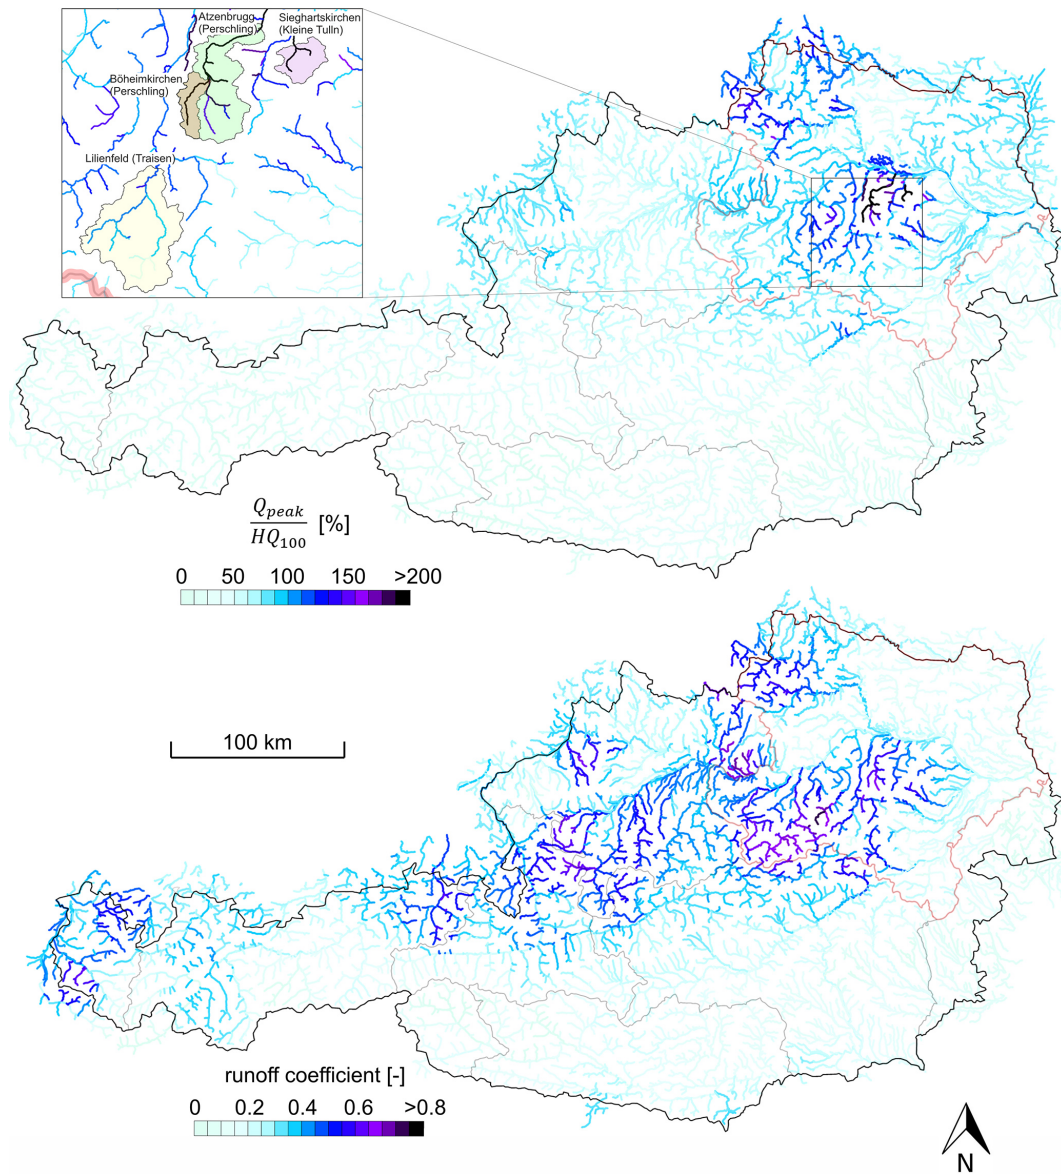 Atzenbrugg
(Perschling)
Sieghartskirchen
(Kleine Tulln)
Böheimkirchen
(Perschling)
Lilienfeld (Traisen)
Q_peak
HQ_100 [%]
0 50 100 150 >200
100 km
runoff coefficient [-]
0 0.2 0.4 0.6 >0.8
N